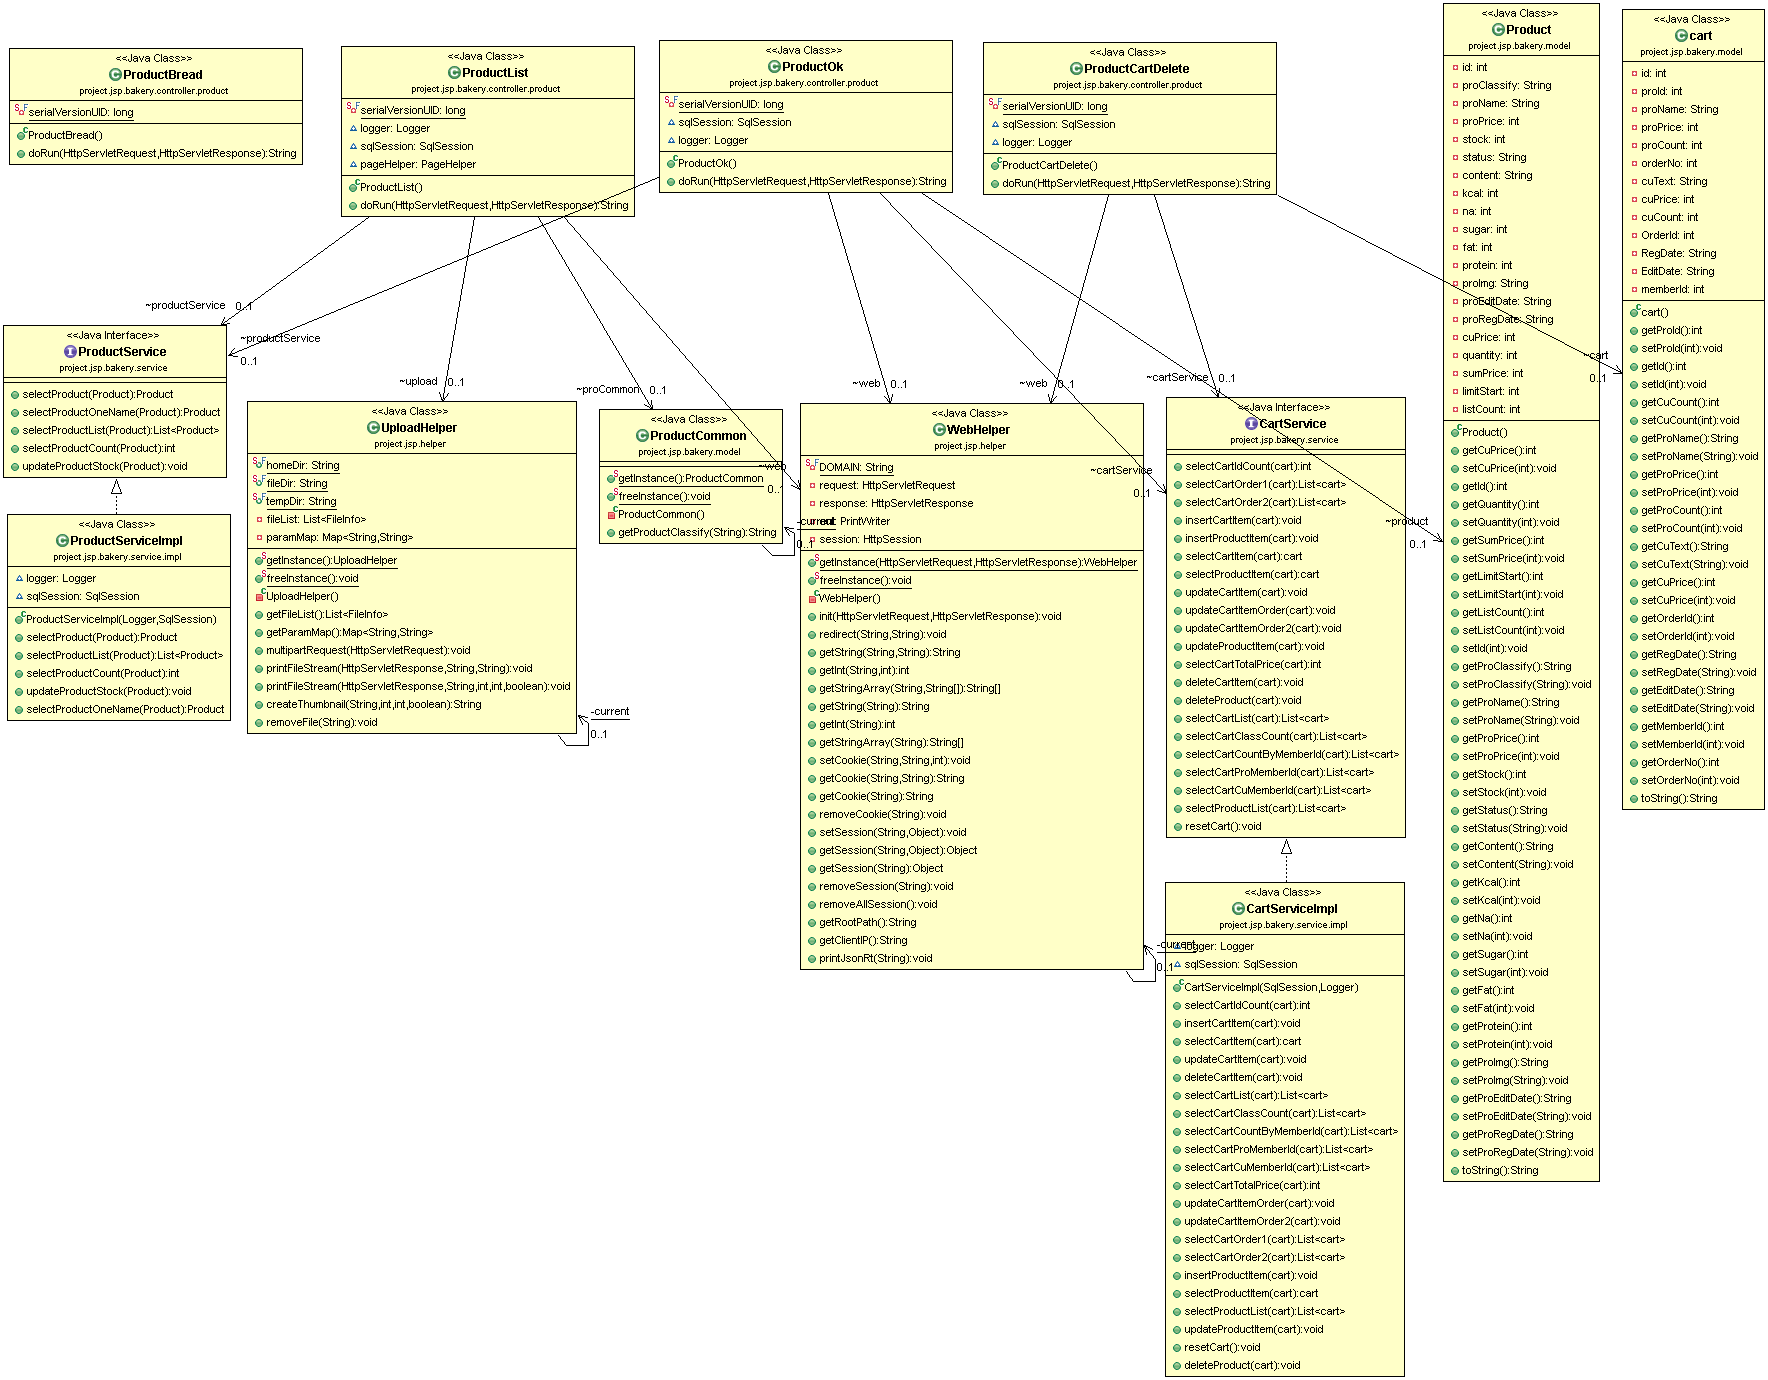 <<Java Class>>
ProductBread
project.jsp.bakery.controller.product
serialVersionUID: long
ProductBread()
doRun(HttpServletRequest,HttpServletResponse):String
<<Java Class>>
ProductList
project.jsp.bakery.controller.product
serialVersionUID: long
logger: Logger
sqlSession: SqlSession
pageHelper: PageHelper
ProductList()
doRun(HttpServletRequest,HttpServletResponse):String
<<Java Class>>
ProductOk
project.jsp.bakery.controller.product
serialVersionUID: long
sqlSession: SqlSession
logger: Logger
ProductOk()
doRun(HttpServletRequest,HttpServletResponse):String
<<Java Class>>
ProductCartDelete
project.jsp.bakery.controller.product
serialVersionUID: long
sqlSession: SqlSession
logger: Logger
ProductCartDelete()
doRun(HttpServletRequest,HttpServletResponse):String
<<Java Class>>
Product
project.jsp.bakery.model
id: int
proClassify: String
proName: String
proPrice: int
stock: int
status: String
content: String
kcal: int
na: int
sugar: int
fat: int
protein: int
proImg: String
proEditDate: String
proRegDate: String
cuPrice: int
quantity: int
sumPrice: int
limitStart: int
listCount: int
Product()
getCuPrice():int
setCuPrice(int):void
getId():int
getQuantity():int
setQuantity(int):void
getSumPrice():int
setSumPrice(int):void
getLimitStart():int
setLimitStart(int):void
getListCount():int
setListCount(int):void
setId(int):void
getProClassify():String
setProClassify(String):void
getProName():String
setProName(String):void
getProPrice():int
setProPrice(int):void
getStock():int
setStock(int):void
getStatus():String
setStatus(String):void
getContent():String
setContent(String):void
getKcal():int
setKcal(int):void
getNa():int
setNa(int):void
getSugar():int
setSugar(int):void
getFat():int
setFat(int):void
getProtein():int
setProtein(int):void
getProImg():String
setProImg(String):void
getProEditDate():String
setProEditDate(String):void
getProRegDate():String
setProRegDate(String):void
toString():String
<<Java Class>>
cart
project.jsp.bakery.model
id: int
proId: int
proName: String
proPrice: int
proCount: int
orderNo: int
cuText: String
cuPrice: int
cuCount: int
OrderId: int
RegDate: String
EditDate: String
memberId: int
cart()
getProId():int
setProId(int):void
getId():int
setId(int):void
getCuCount():int
setCuCount(int):void
getProName():String
setProName(String):void
getProPrice():int
setProPrice(int):void
getProCount():int
setProCount(int):void
getCuText():String
setCuText(String):void
getCuPrice():int
setCuPrice(int):void
getOrderId():int
setOrderId(int):void
getRegDate():String
setRegDate(String):void
getEditDate():String
setEditDate(String):void
getMemberId():int
setMemberId(int):void
getOrderNo():int
setOrderNo(int):void
toString():String
~productService 0..1
~productService
0..1
~upload 0..1
~proCommon 0..1
~web 0..1
~web 0..1
~cartService 0..1
~cart
0..1
~web
0..1
~cartService
0..1
~product
0..1
<<Java Interface>>
ProductService
project.jsp.bakery.service
selectProduct(Product):Product
selectProductOneName(Product):Product
selectProductList(Product):List<Product>
selectProductCount(Product):int
updateProductStock(Product):void
<<Java Class>>
ProductServiceImpl
project.jsp.bakery.service.impl
logger: Logger
sqlSession: SqlSession
ProductServiceImpl(Logger,SqlSession)
selectProduct(Product):Product
selectProductList(Product):List<Product>
selectProductCount(Product):int
updateProductStock(Product):void
selectProductOneName(Product):Product
<<Java Class>>
UploadHelper
project.jsp.helper
homeDir: String
fileDir: String
tempDir: String
fileList: List<FileInfo>
paramMap: Map<String,String>
getInstance():UploadHelper
freeInstance():void
UploadHelper()
getFileList():List<FileInfo>
getParamMap():Map<String,String>
multipartRequest(HttpServletRequest):void
printFileStream(HttpServletResponse,String,String):void
printFileStream(HttpServletResponse,String,int,int,boolean):void
createThumbnail(String,int,int,boolean):String
removeFile(String):void
-current
0..1
<<Java Class>>
ProductCommon
project.jsp.bakery.model
getInstance():ProductCommon
freeInstance():void
ProductCommon()
getProductClassify(String):String
-current
0..1
<<Java Class>>
WebHelper
project.jsp.helper
DOMAIN: String
request: HttpServletRequest
response: HttpServletResponse
out: PrintWriter
session: HttpSession
getInstance(HttpServletRequest,HttpServletResponse):WebHelper
freeInstance():void
WebHelper()
init(HttpServletRequest,HttpServletResponse):void
redirect(String,String):void
getString(String,String):String
getInt(String,int):int
getStringArray(String,String[]):String[]
getString(String):String
getInt(String):int
getStringArray(String):String[]
setCookie(String,String,int):void
getCookie(String,String):String
getCookie(String):String
removeCookie(String):void
setSession(String,Object):void
getSession(String,Object):Object
getSession(String):Object
removeSession(String):void
removeAllSession():void
getRootPath():String
getClientIP():String
printJsonRt(String):void
-current
0..1
<<Java Interface>>
CartService
project.jsp.bakery.service
selectCartIdCount(cart):int
selectCartOrder1(cart):List<cart>
selectCartOrder2(cart):List<cart>
insertCartItem(cart):void
insertProductItem(cart):void
selectCartItem(cart):cart
selectProductItem(cart):cart
updateCartItem(cart):void
updateCartItemOrder(cart):void
updateCartItemOrder2(cart):void
updateProductItem(cart):void
selectCartTotalPrice(cart):int
deleteCartItem(cart):void
deleteProduct(cart):void
selectCartList(cart):List<cart>
selectCartClassCount(cart):List<cart>
selectCartCountByMemberId(cart):List<cart>
selectCartProMemberId(cart):List<cart>
selectCartCuMemberId(cart):List<cart>
selectProductList(cart):List<cart>
resetCart():void
<<Java Class>>
CartServiceImpl
project.jsp.bakery.service.impl
logger: Logger
sqlSession: SqlSession
CartServiceImpl(SqlSession,Logger)
selectCartIdCount(cart):int
insertCartItem(cart):void
selectCartItem(cart):cart
updateCartItem(cart):void
deleteCartItem(cart):void
selectCartList(cart):List<cart>
selectCartClassCount(cart):List<cart>
selectCartCountByMemberId(cart):List<cart>
selectCartProMemberId(cart):List<cart>
selectCartCuMemberId(cart):List<cart>
selectCartTotalPrice(cart):int
updateCartItemOrder(cart):void
updateCartItemOrder2(cart):void
selectCartOrder1(cart):List<cart>
selectCartOrder2(cart):List<cart>
insertProductItem(cart):void
selectProductItem(cart):cart
selectProductList(cart):List<cart>
updateProductItem(cart):void
resetCart():void
deleteProduct(cart):void